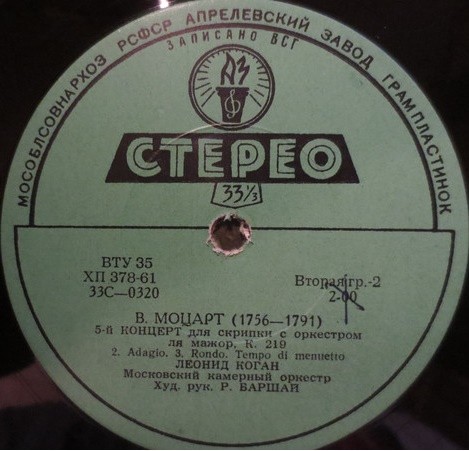 МОСОБЛСОВНАРХОЗ РСФСР АПРЕЛЕВСКИЙ ЗАВОД ГРАМПЛАСТИНОК
ЗАПИСАНО ВСГ
АЗ
СТЕРЕО
33⅓
ВТУ 35
ХП 378-61
33С—0320
Вторая гр.-2
2-00
В. МОЦАРТ (1756—1791)
5-й КОНЦЕРТ для скрипки с оркестром
ля мажор, К. 219
2. Adagio. 3. Rondo. Tempo di menuetto
ЛЕОНИД КОГАН
Московский камерный оркестр
Худ. рук. Р. БАРШАЙ